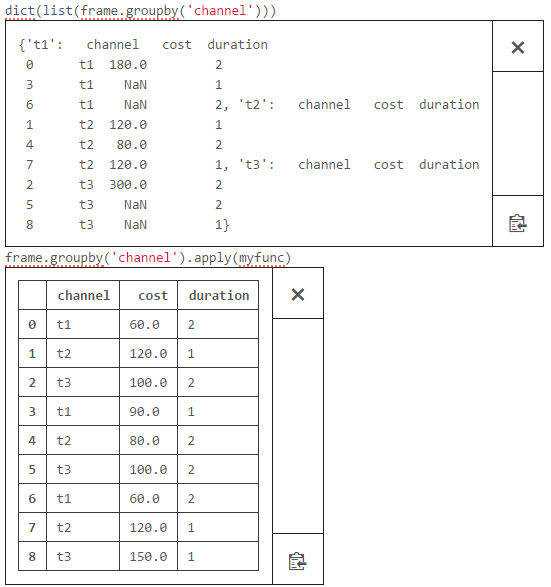 dict(list(frame.groupby('channel')))
{'t1':   channel   cost  duration
0      t1  180.0         2
3      t1    NaN         1
6      t1    NaN         2, 't2':   channel   cost  duration
1      t2  120.0         1
4      t2   80.0         2
7      t2  120.0         1, 't3':   channel   cost  duration
2      t3  300.0         2
5      t3    NaN         2
8      t3    NaN         1}
frame.groupby('channel').apply(myfunc)
channel cost duration
0 t1 60.0 2
1 t2 120.0 1
2 t3 100.0 2
3 t1 90.0 1
4 t2 80.0 2
5 t3 100.0 2
6 t1 60.0 2
7 t2 120.0 1
8 t3 150.0 1